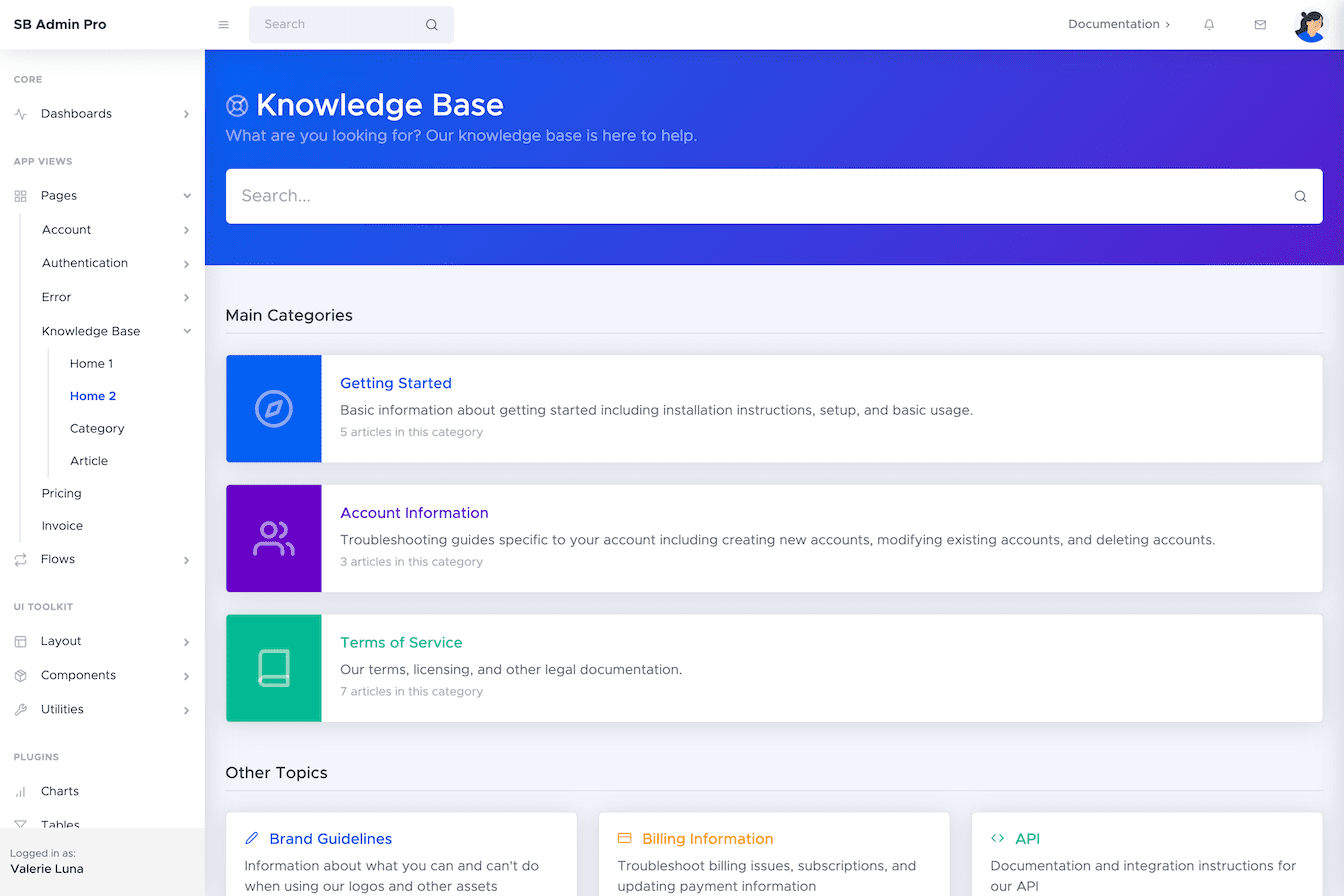 SB Admin Pro
Search
Documentation
CORE
Dashboards
APP VIEWS
Pages
Account
Authentication
Error
Knowledge Base
Home 1
Home 2
Category
Article
Pricing
Invoice
Flows
UI TOOLKIT
Layout
Components
Utilities
PLUGINS
Charts
Tables
Logged in as:
Valerie Luna
Knowledge Base
What are you looking for? Our knowledge base is here to help.
Search...
Main Categories
Getting Started
Basic information about getting started including installation instructions, setup, and basic usage.
5 articles in this category
Account Information
Troubleshooting guides specific to your account including creating new accounts, modifying existing accounts, and deleting accounts.
3 articles in this category
Terms of Service
Our terms, licensing, and other legal documentation.
7 articles in this category
Other Topics
Brand Guidelines
Information about what you can and can't do
when using our logos and other assets
Billing Information
Troubleshoot billing issues, subscriptions, and
updating payment information
API
Documentation and integration instructions for
our API